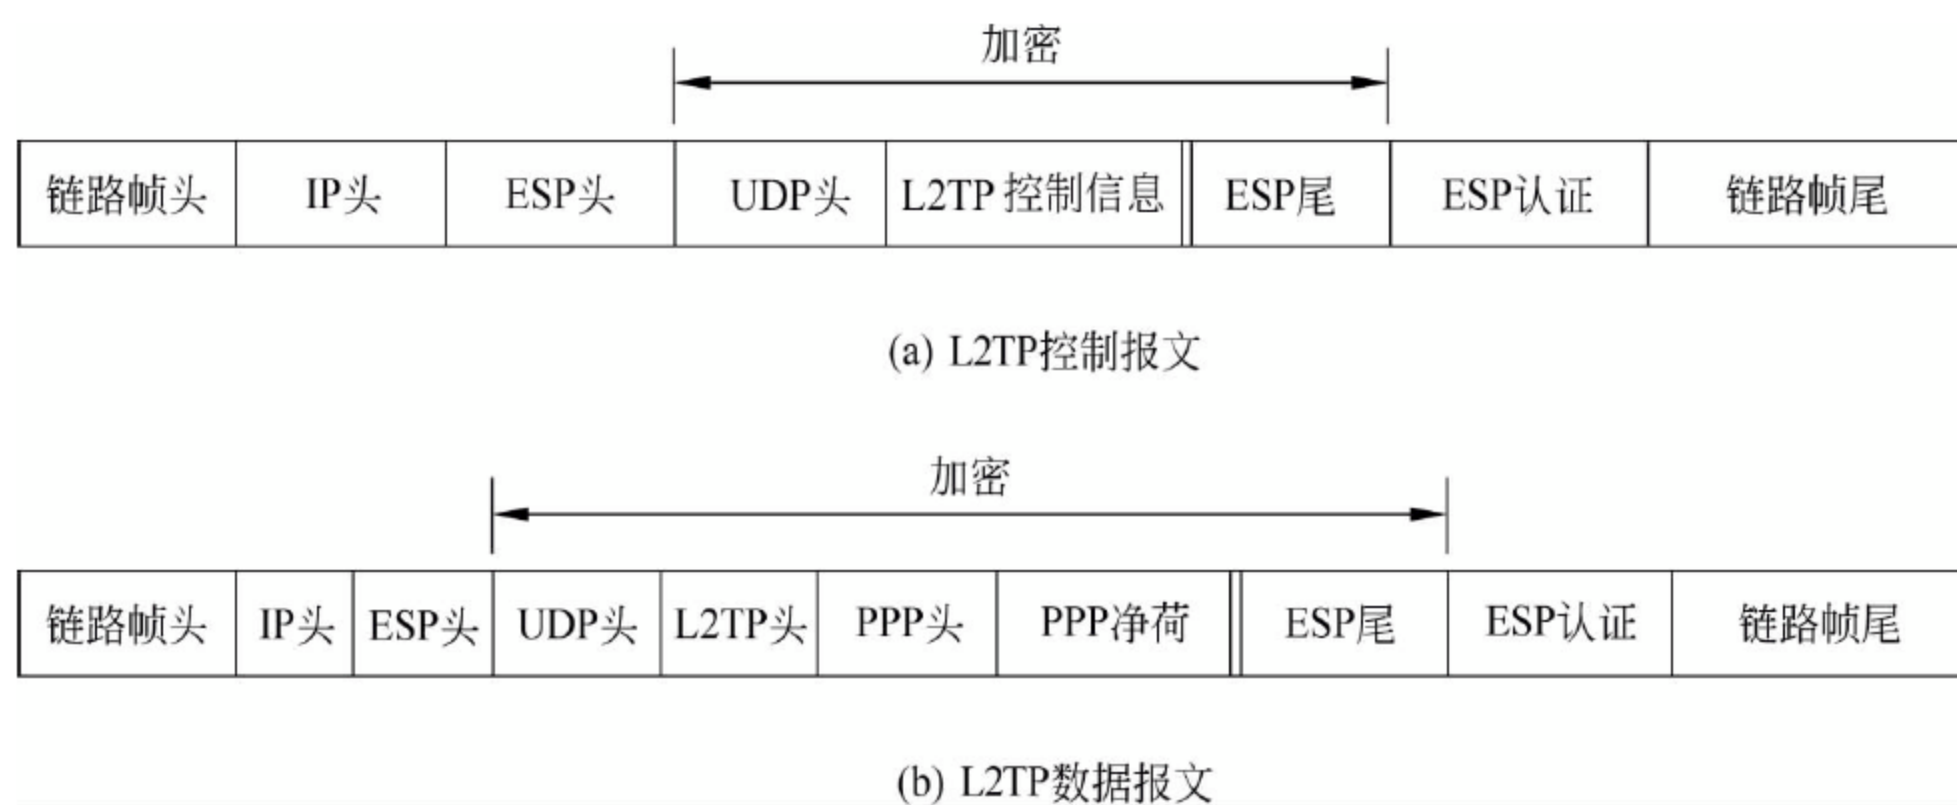 加密
链路帧头 IP头 ESP头 UDP头 L2TP 控制信息 ESP尾 ESP认证 链路帧尾
(a) L2TP控制报文
加密
链路帧头 IP头 ESP头 UDP头 L2TP头 PPP头 PPP净荷 ESP尾 ESP认证 链路帧尾
(b) L2TP数据报文